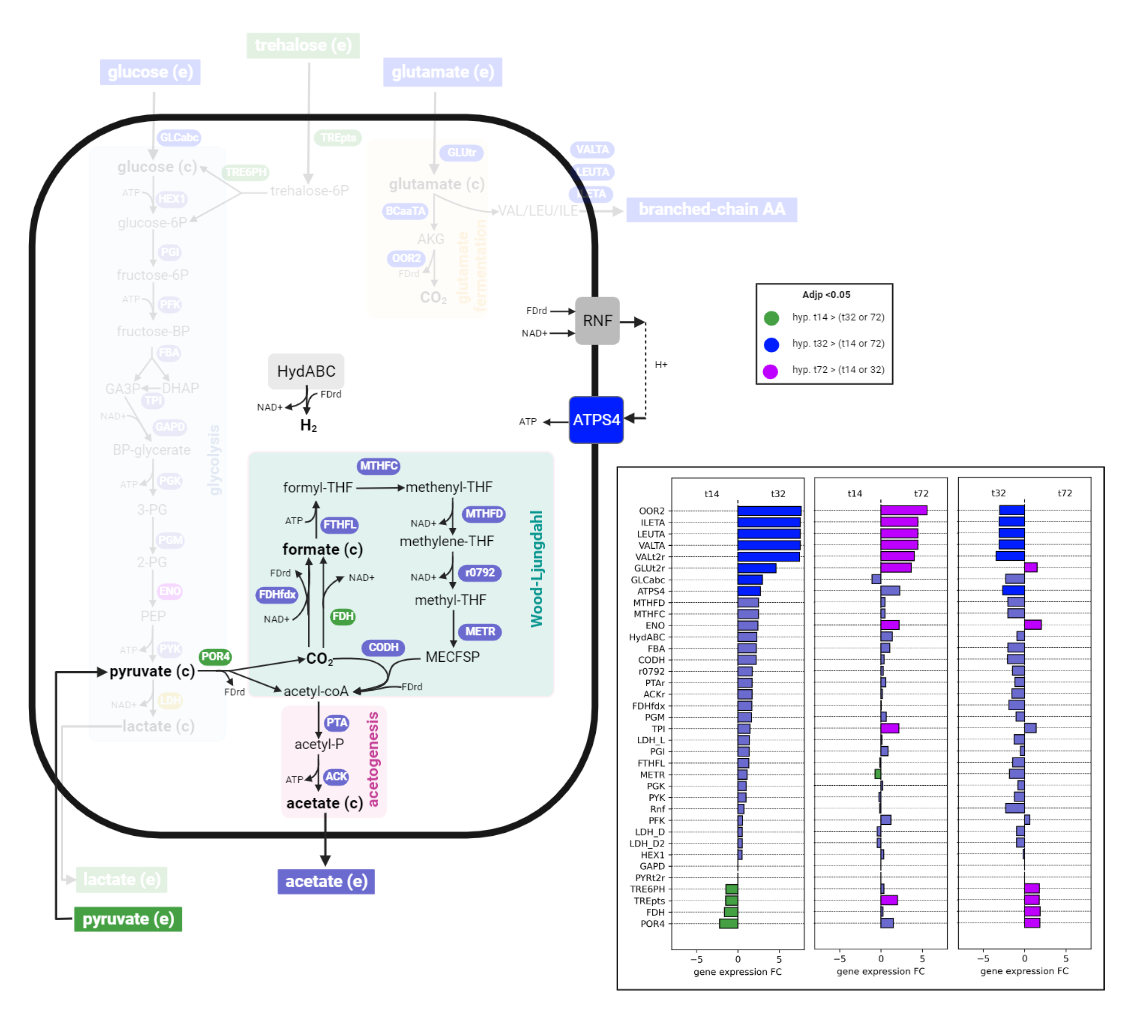 trehalose (e)
glucose (e)
glutamate (e)
GLCabc
TREpts
GLUtr
VALTA
LEUTA
glucose (c)
TRE6PH
trehalose-6P
glutamate (c)
ATP
HEX1
BCaaTA
VAL/LEU/ILE
branched-chain AA
glucose-6P
AKG
PGI
OOR2
FDrd
fructose-6P
CO2
glutamate
fermentation
ATP
PFK
fructose-BP
FBA
GA3P
DHAP
TPI
NAD+
GAPD
BP-glycerate
ATP
PGK
3-PG
PGM
2-PG
ENO
PEP
ATP
PYK
glycolysis
FDrd
NAD+
RNF
H+
ATP
ATPS4
HydABC
NAD+
FDrd
H2
Adjp <0.05
hyp. t14 > (t32 or 72)
hyp. t32 > (t14 or 72)
hyp. t72 > (t14 or 32)
MTHFC
formyl-THF
methenyl-THF
ATP
FTHFL
NAD+
MTHFD
formate (c)
methylene-THF
FDrd
NAD+
NAD+
r0792
FDHfdx
NAD+
FDH
methyl-THF
METR
CODH
CO2
MECFSP
Wood-Ljungdahl
POR4
pyruvate (c)
FDrd
acetyl-coA
FDrd
NAD+
LDH
lactate (c)
PTA
acetyl-P
ATP
ACK
acetate (c)
acetogenesis
lactate (e)
acetate (e)
pyruvate (e)
t14 t32 t14 t72 t32 t72
OOR2
ILETA
LEUTA
VALTA
VALt2r
GLUt2r
GLCabc
ATPS4
MTHFD
MTHFC
ENO
HydABC
FBA
CODH
r0792
PTAr
ACKr
FDHfdx
PGM
TPI
LDH_L
PGI
FTHFL
METR
PGK
PYK
Rnf
PFK
LDH_D
LDH_D2
HEX1
GAPD
PYRt2r
TRE6PH
TREpts
FDH
POR4
−5 0 5 −5 0 5 −5 0 5
gene expression FC gene expression FC gene expression FC